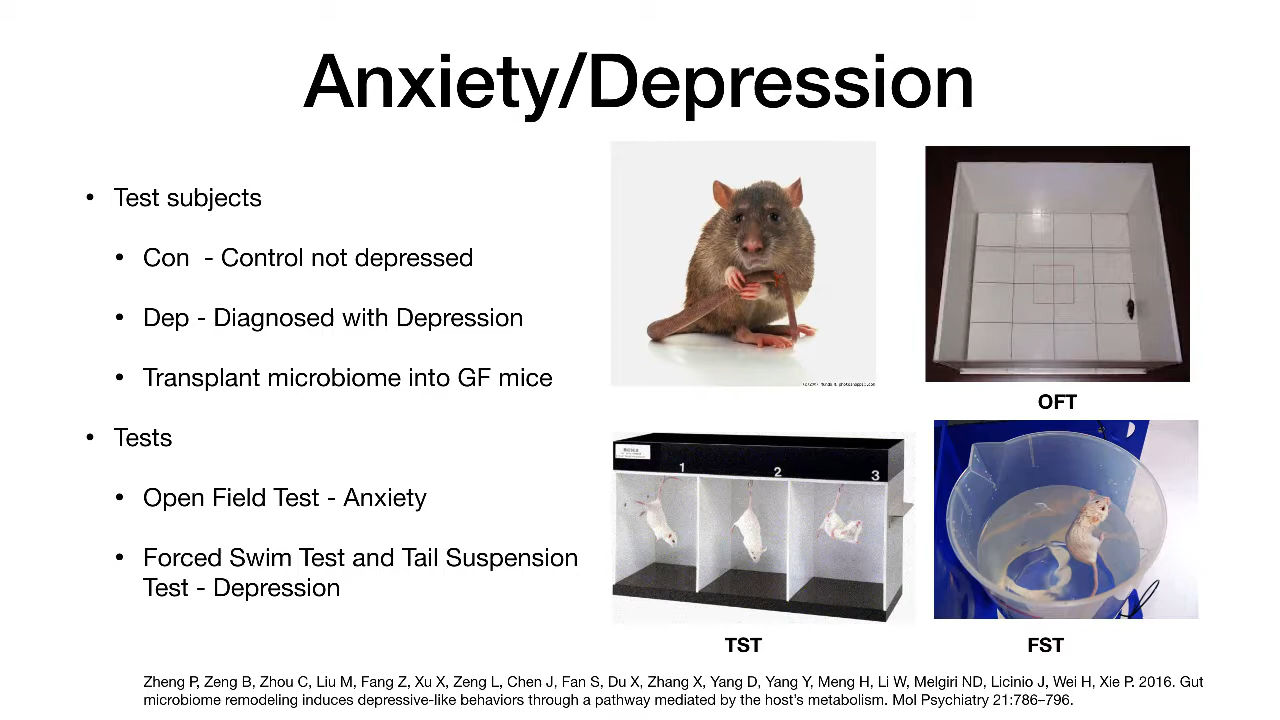 Anxiety/Depression
• Test subjects
• Con - Control not depressed
• Dep - Diagnosed with Depression
• Transplant microbiome into GF mice
• Tests
• Open Field Test - Anxiety
• Forced Swim Test and Tail Suspension
Test - Depression
OFT
1
2
3
TST
FST
Zheng P, Zeng B, Zhou C, Liu M, Fang Z, Xu X, Zeng L, Chen J, Fan S, Du X, Zhang X, Yang D, Yang Y, Meng H, Li W, Melgiri ND, Licinio J, Wei H, Xie P. 2016. Gut
microbiome remodeling induces depressive-like behaviors through a pathway mediated by the host's metabolism. Mol Psychiatry 21:786–796.